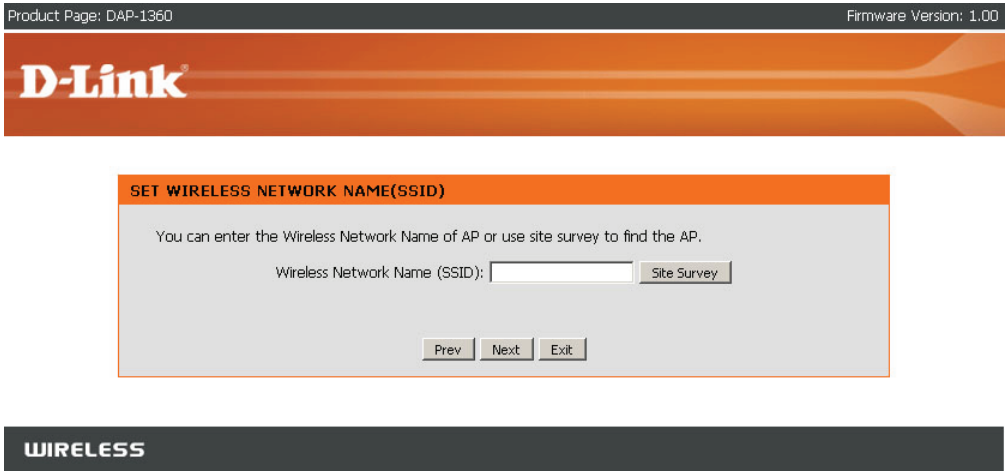 Product Page: DAP-1360 Firmware Version: 1.00
D-Link®
SET WIRELESS NETWORK NAME(SSID)
You can enter the Wireless Network Name of AP or use site survey to find the AP.
Wireless Network Name (SSID): Site Survey
Prev Next Exit
WIRELESS